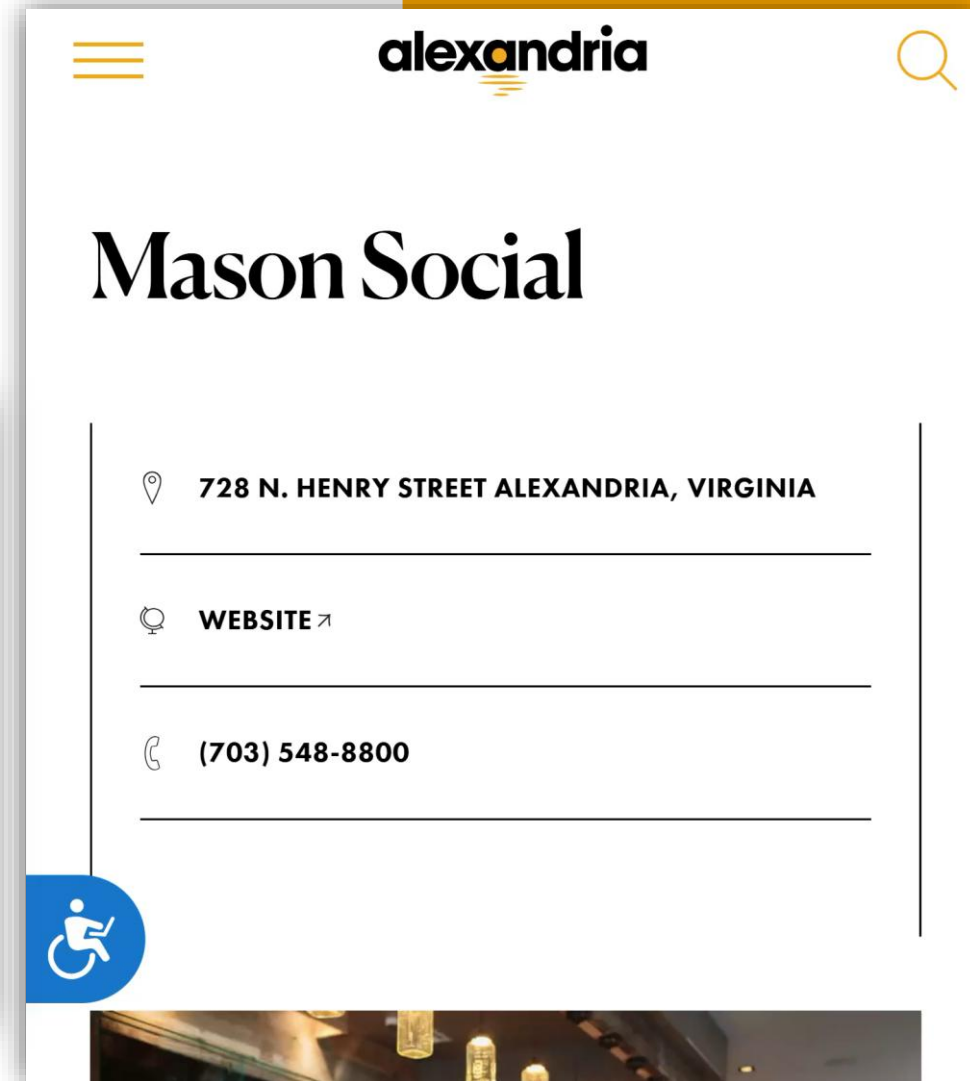 alexandria
Mason Social
728 N. HENRY STREET ALEXANDRIA, VIRGINIA
WEBSITE
(703) 548-8800